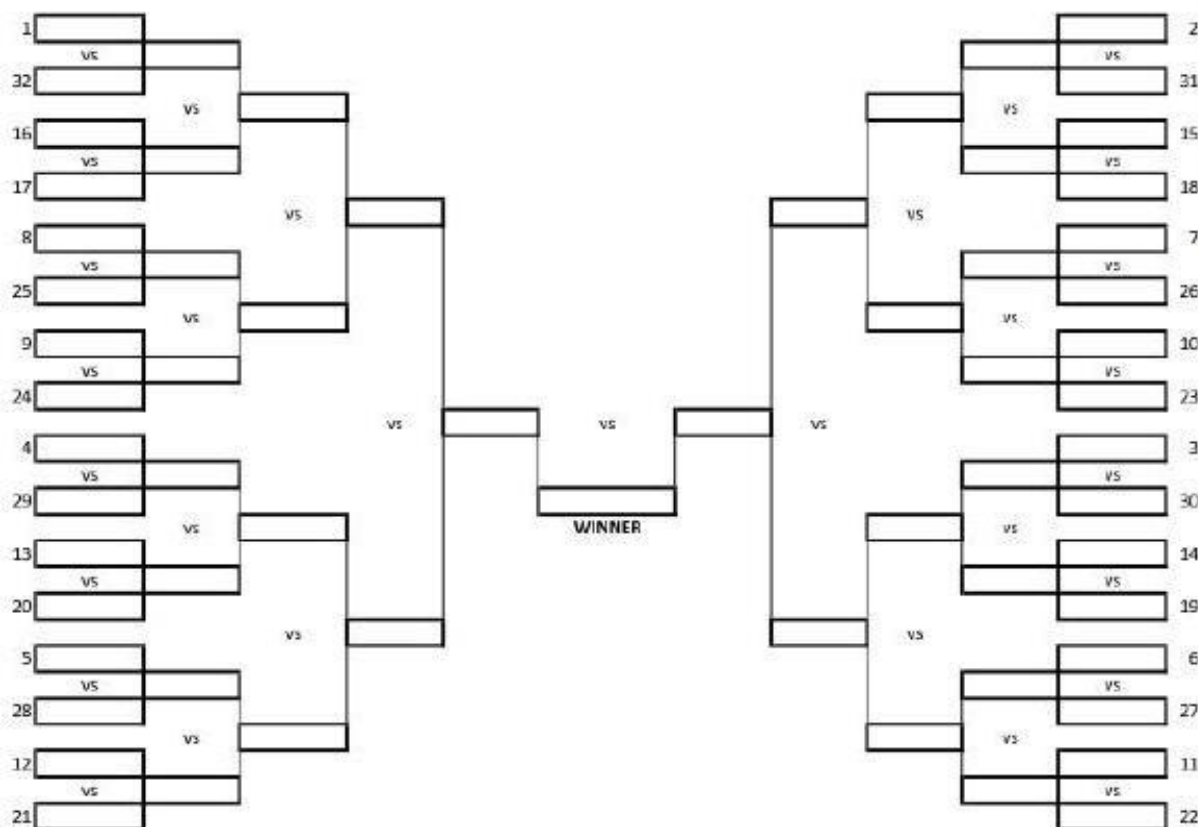 1 2
vs vs
32 vs vs 31
16 15
vs vs
17 18
vs vs
8 7
vs vs
25 vs vs 26
9 10
vs vs
24 23
vs vs vs
4 3
vs vs
29 vs vs 30
WINNER
13 14
vs vs
20 19
vs vs
5 6
vs vs
28 vs vs 27
12 11
vs vs
21 22